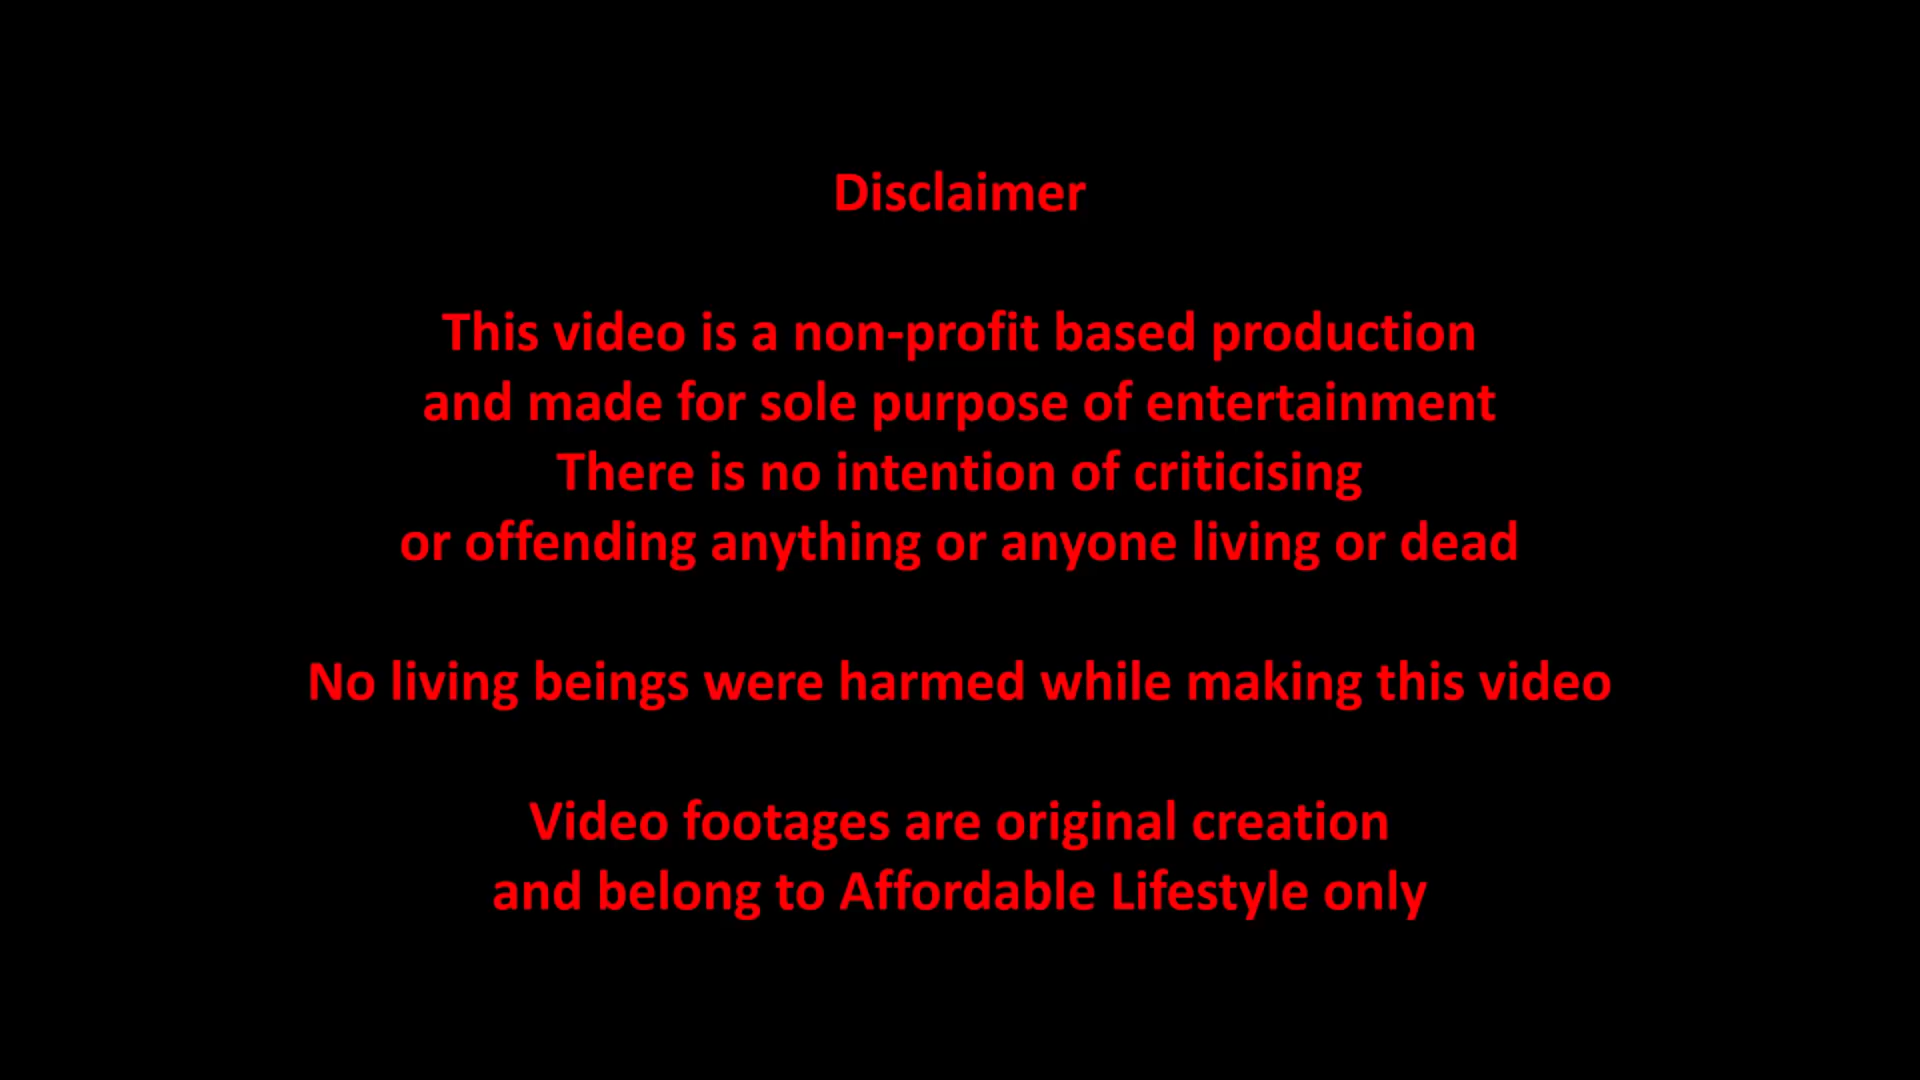 Disclaimer
This video is a non-profit based production
and made for sole purpose of entertainment
There is no intention of criticising
or offending anything or anyone living or dead
No living beings were harmed while making this video
Video footages are original creation
and belong to Affordable Lifestyle only